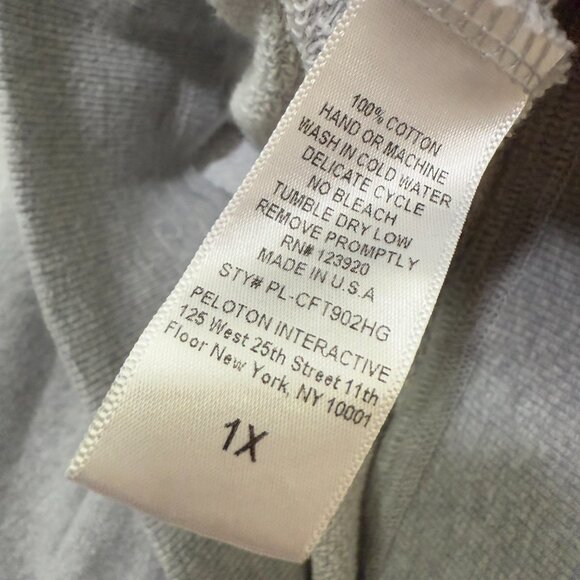 100% COTTON
HAND OR MACHINE
WASH IN COLD WATER
DELICATE CYCLE
NO BLEACH
TUMBLE DRY LOW
REMOVE PROMPTLY
RN# 123920
MADE IN U.S.A
STY# PL-CFT902HG
PELOTON INTERACTIVE
125 West 25th Street 11th
Floor New York, NY 10001
1X